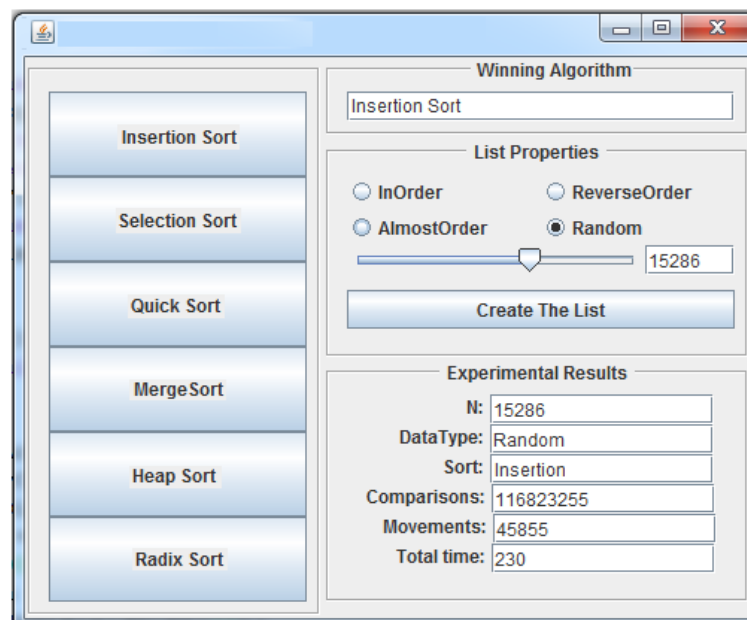 Insertion Sort
Selection Sort
Quick Sort
MergeSort
Heap Sort
Radix Sort
Winning Algorithm
Insertion Sort
List Properties
InOrder ReverseOrder
AlmostOrder Random
15286
Create The List
Experimental Results
N: 15286
DataType: Random
Sort: Insertion
Comparisons: 116823255
Movements: 45855
Total time: 230